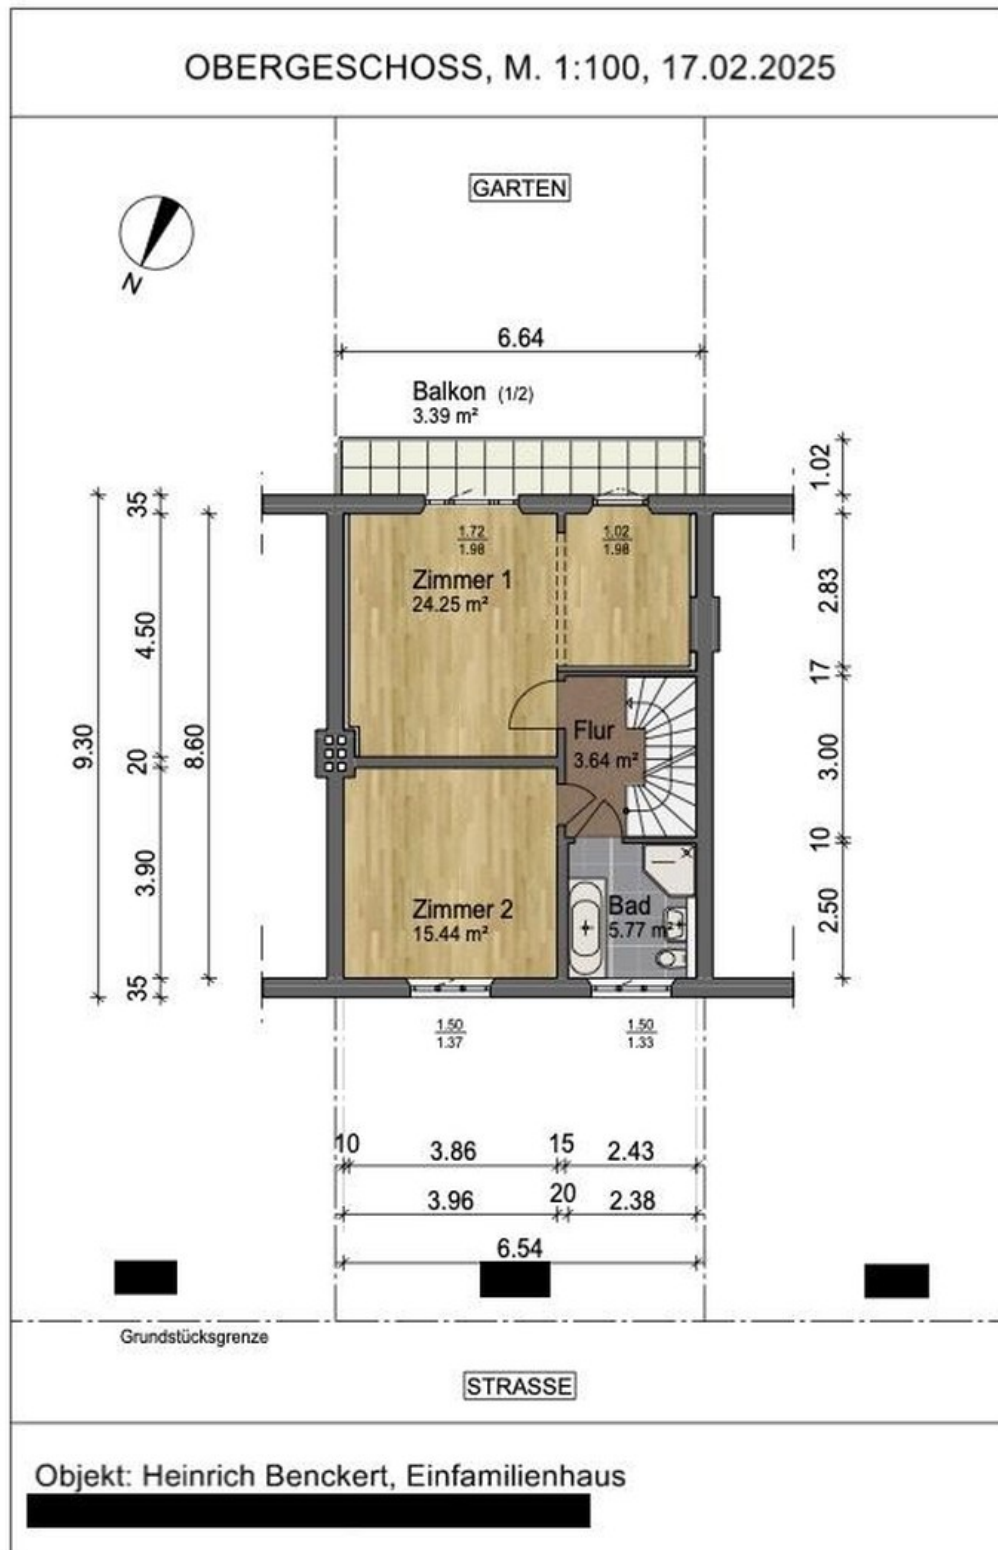 OBERGESCHOSS, M. 1:100, 17.02.2025
GARTEN
N
6.64
Balkon (1/2)
3.39 m²
1.02
35
1.72
1.98
1.02
1.98
Zimmer 1
24.25 m²
2.83
4.50
17
9.30
8.60
20
Flur
3.64 m²
3.00
10
3.90
Zimmer 2
15.44 m²
Bad
5.77 m²
2.50
35
1.50
1.37
1.50
1.33
10
3.86
15
2.43
3.96
20
2.38
6.54
Grundstücksgrenze
STRASSE
Objekt: Heinrich Benckert, Einfamilienhaus